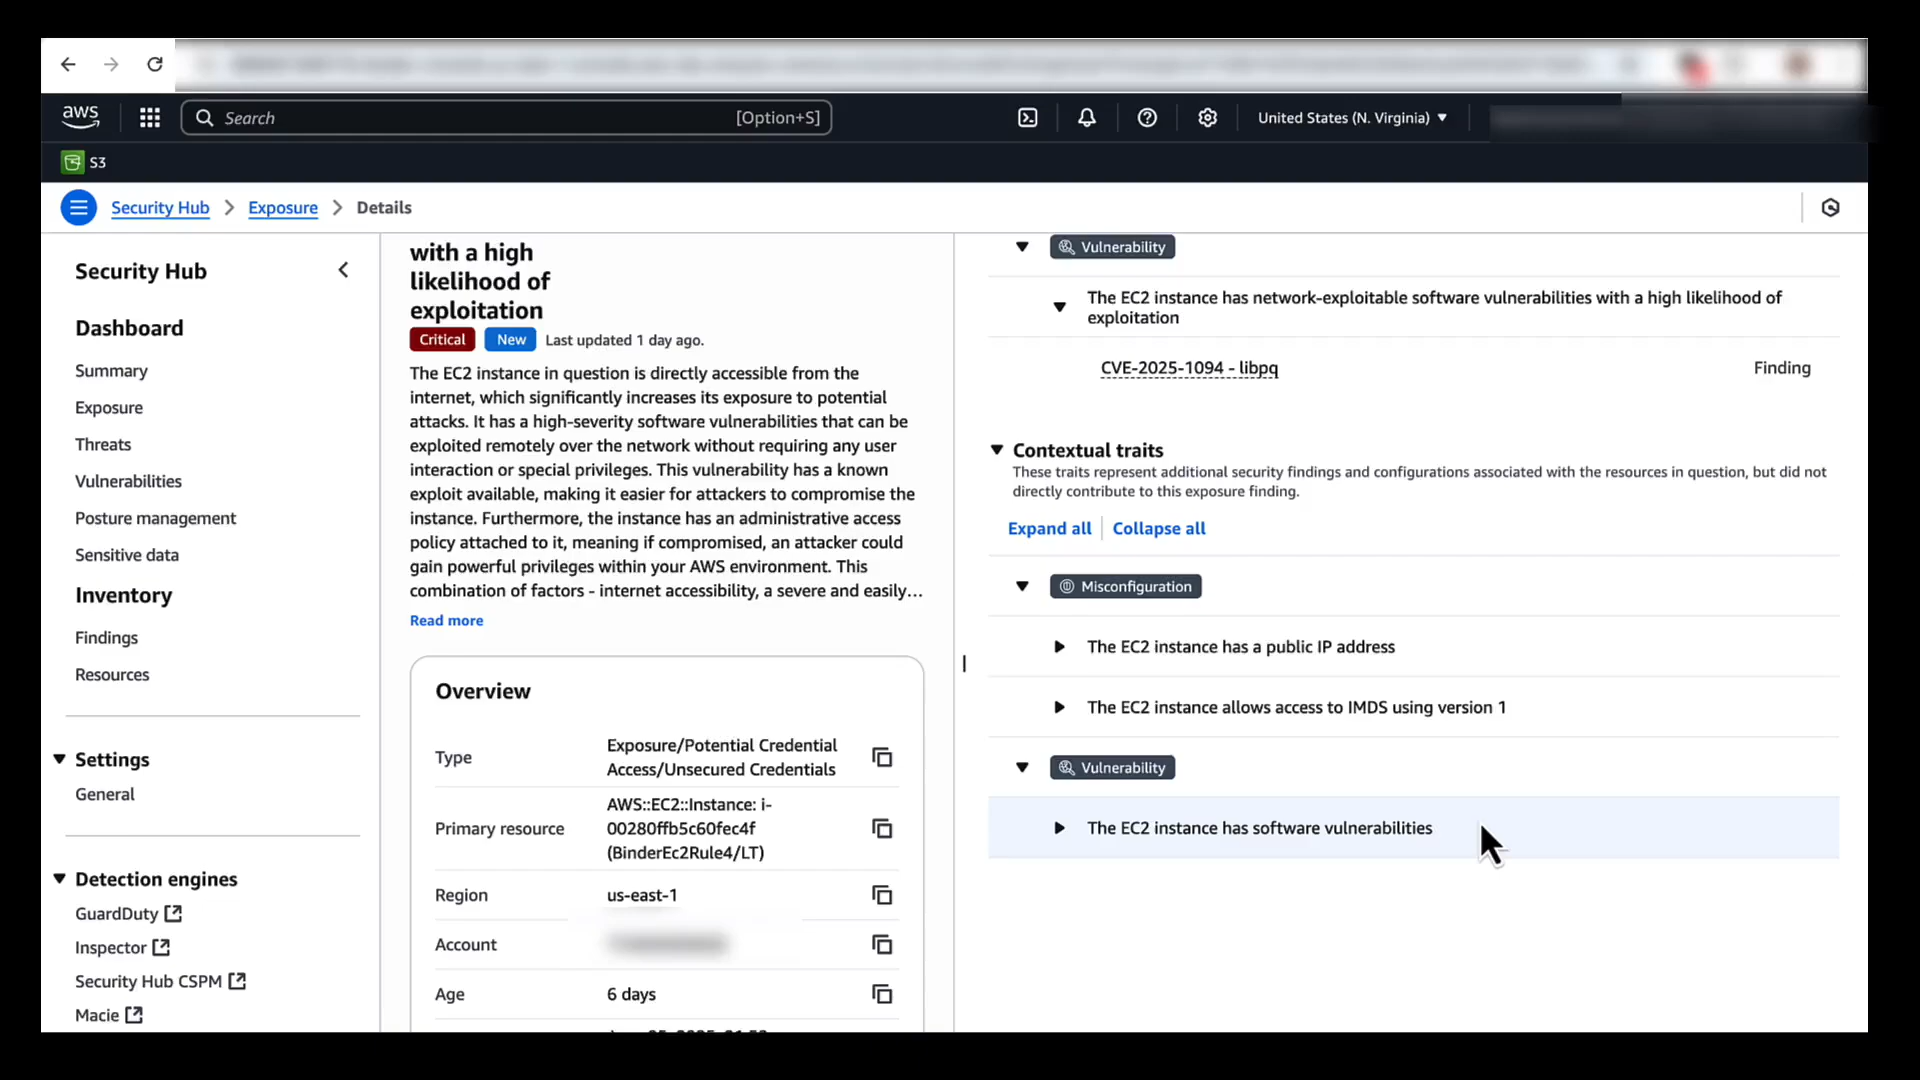 aws
Search
[Option+S]
United States (N. Virginia)
S3
Security Hub
Exposure
Details
Security Hub
Dashboard
Summary
Exposure
Threats
Vulnerabilities
Posture management
Sensitive data
Inventory
Findings
Resources
Settings
General
Detection engines
GuardDuty
Inspector
Security Hub CSPM
Macie
with a high
likelihood of
exploitation
Critical
New
Last updated 1 day ago.
The EC2 instance in question is directly accessible from the
internet, which significantly increases its exposure to potential
attacks. It has a high-severity software vulnerabilities that can be
exploited remotely over the network without requiring any user
interaction or special privileges. This vulnerability has a known
exploit available, making it easier for attackers to compromise the
instance. Furthermore, the instance has an administrative access
policy attached to it, meaning if compromised, an attacker could
gain powerful privileges within your AWS environment. This
combination of factors - internet accessibility, a severe and easily...
Read more
Overview
Type
Exposure/Potential Credential
Access/Unsecured Credentials
Primary resource
AWS::EC2::Instance: i-
00280ffb5c60fec4f
(BinderEc2Rule4/LT)
Region
us-east-1
Account
Age
6 days
Vulnerability
The EC2 instance has network-exploitable software vulnerabilities with a high likelihood of
exploitation
CVE-2025-1094 - libpq
Finding
Contextual traits
These traits represent additional security findings and configurations associated with the resources in question, but did not
directly contribute to this exposure finding.
Expand all
Collapse all
Misconfiguration
The EC2 instance has a public IP address
The EC2 instance allows access to IMDS using version 1
Vulnerability
The EC2 instance has software vulnerabilities